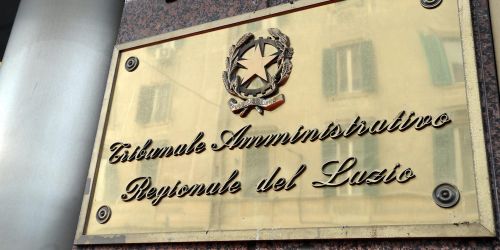 Tribunale Amministrativo
Regionale del Lazio